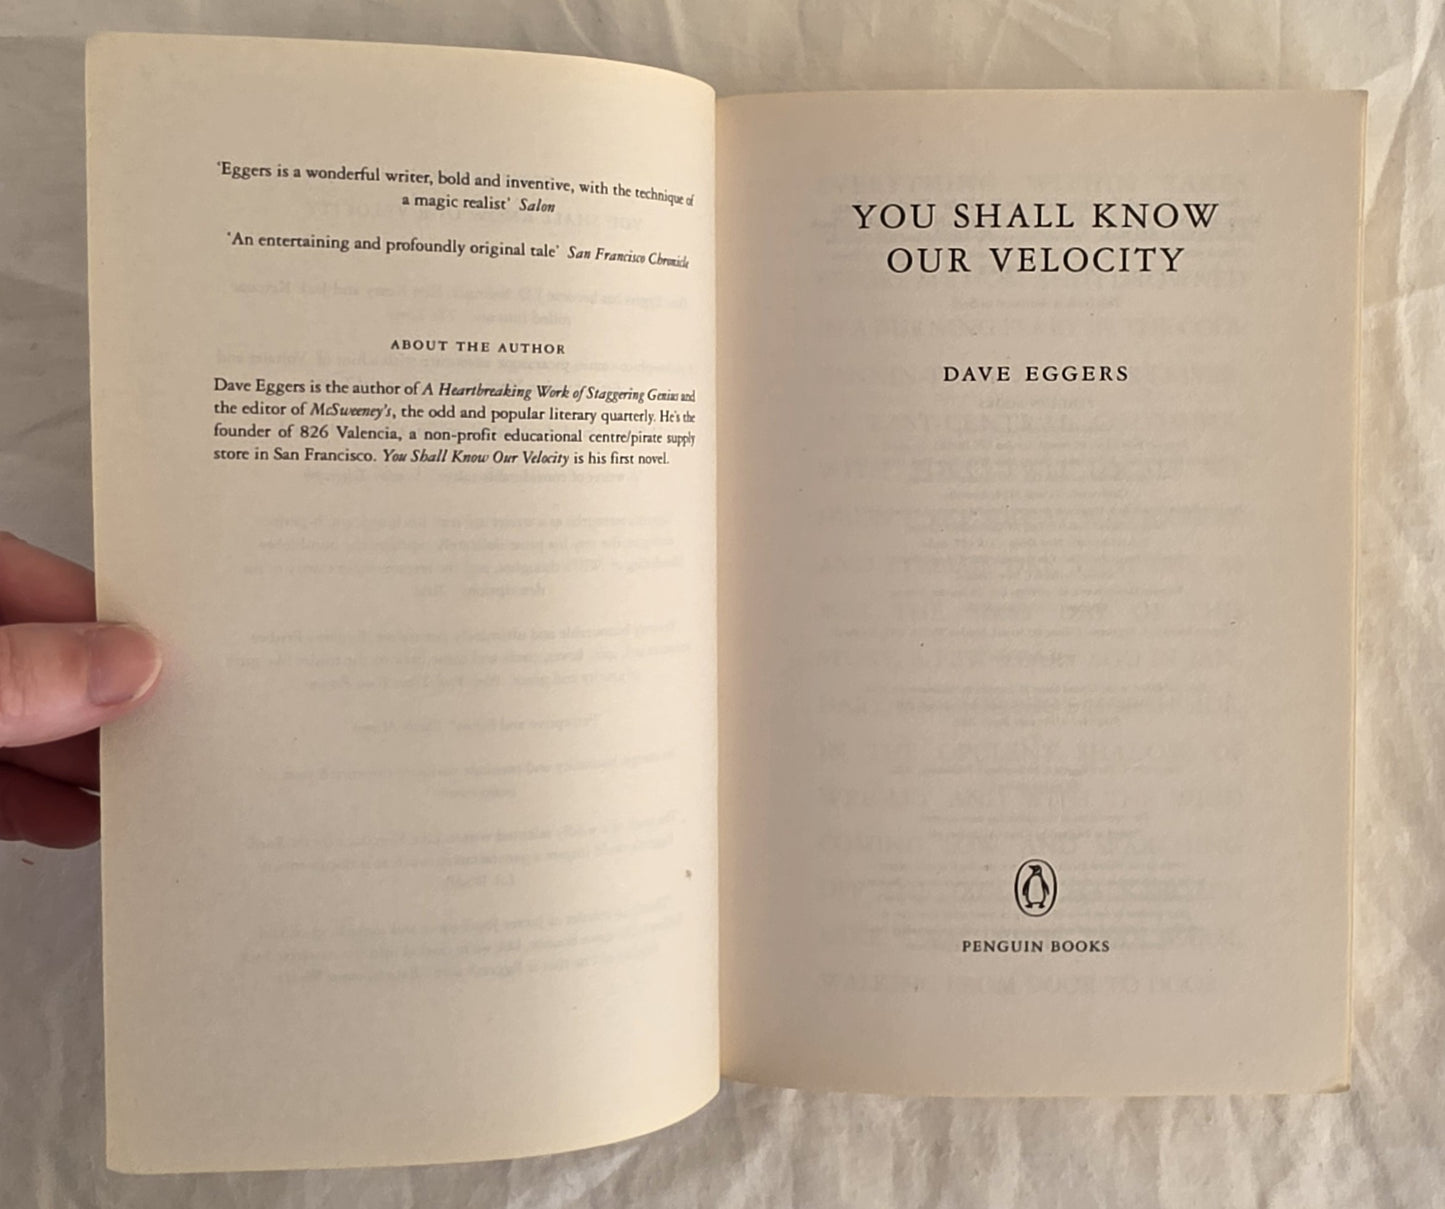 'Eggers is a wonderful writer, bold and inventive, with the technique of
a magic realist' Salon
'An entertaining and profoundly original tale' San Francisco Chronicle
ABOUT THE AUTHOR
Dave Eggers is the author of A Heartbreaking Work of Staggering Genius and
the editor of McSweeney's, the odd and popular literary quarterly. He's the
founder of 826 Valencia, a non-profit educational centre/pirate supply
store in San Francisco. You Shall Know Our Velocity is his first novel.
YOU SHALL KNOW
OUR VELOCITY
DAVE EGGERS
PENGUIN BOOKS